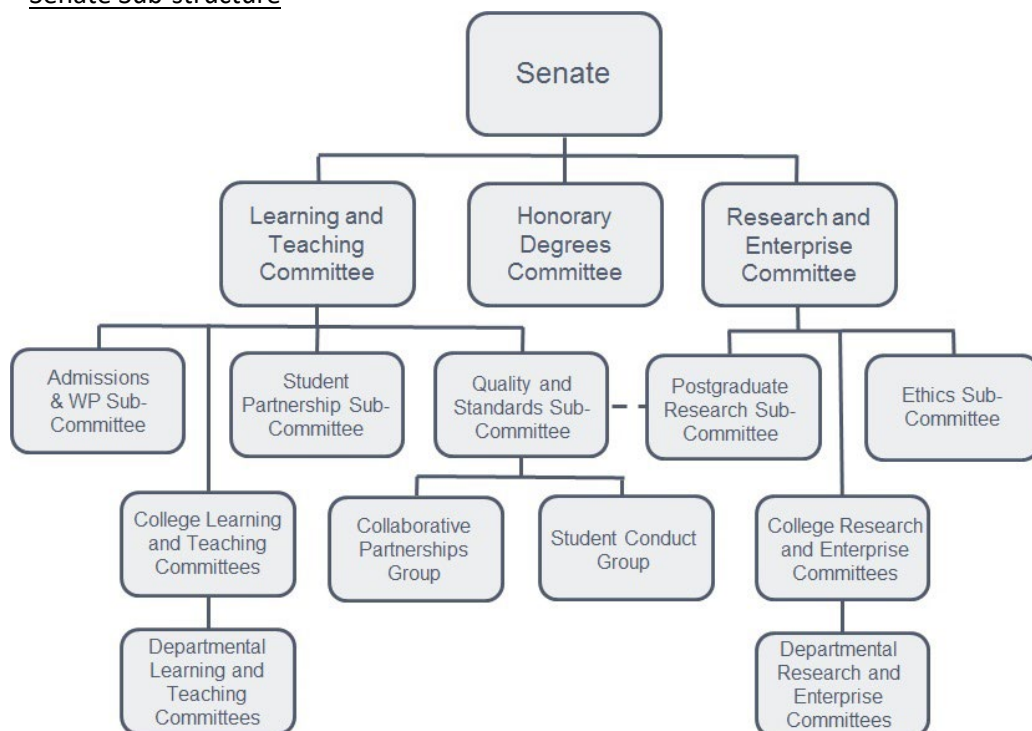 Senate Sub-structure
Senate
Learning and
Teaching
Committee
Honorary
Degrees
Committee
Research and
Enterprise
Committee
Admissions
& WP Sub-
Committee
Student
Partnership Sub-
Committee
Quality and
Standards Sub-
Committee
Postgraduate
Research Sub-
Committee
Ethics Sub-
Committee
College Learning
and Teaching
Committees
Collaborative
Partnerships
Group
Student Conduct
Group
College Research
and Enterprise
Committees
Departmental
Learning and
Teaching
Committees
Departmental
Research and
Enterprise
Committees